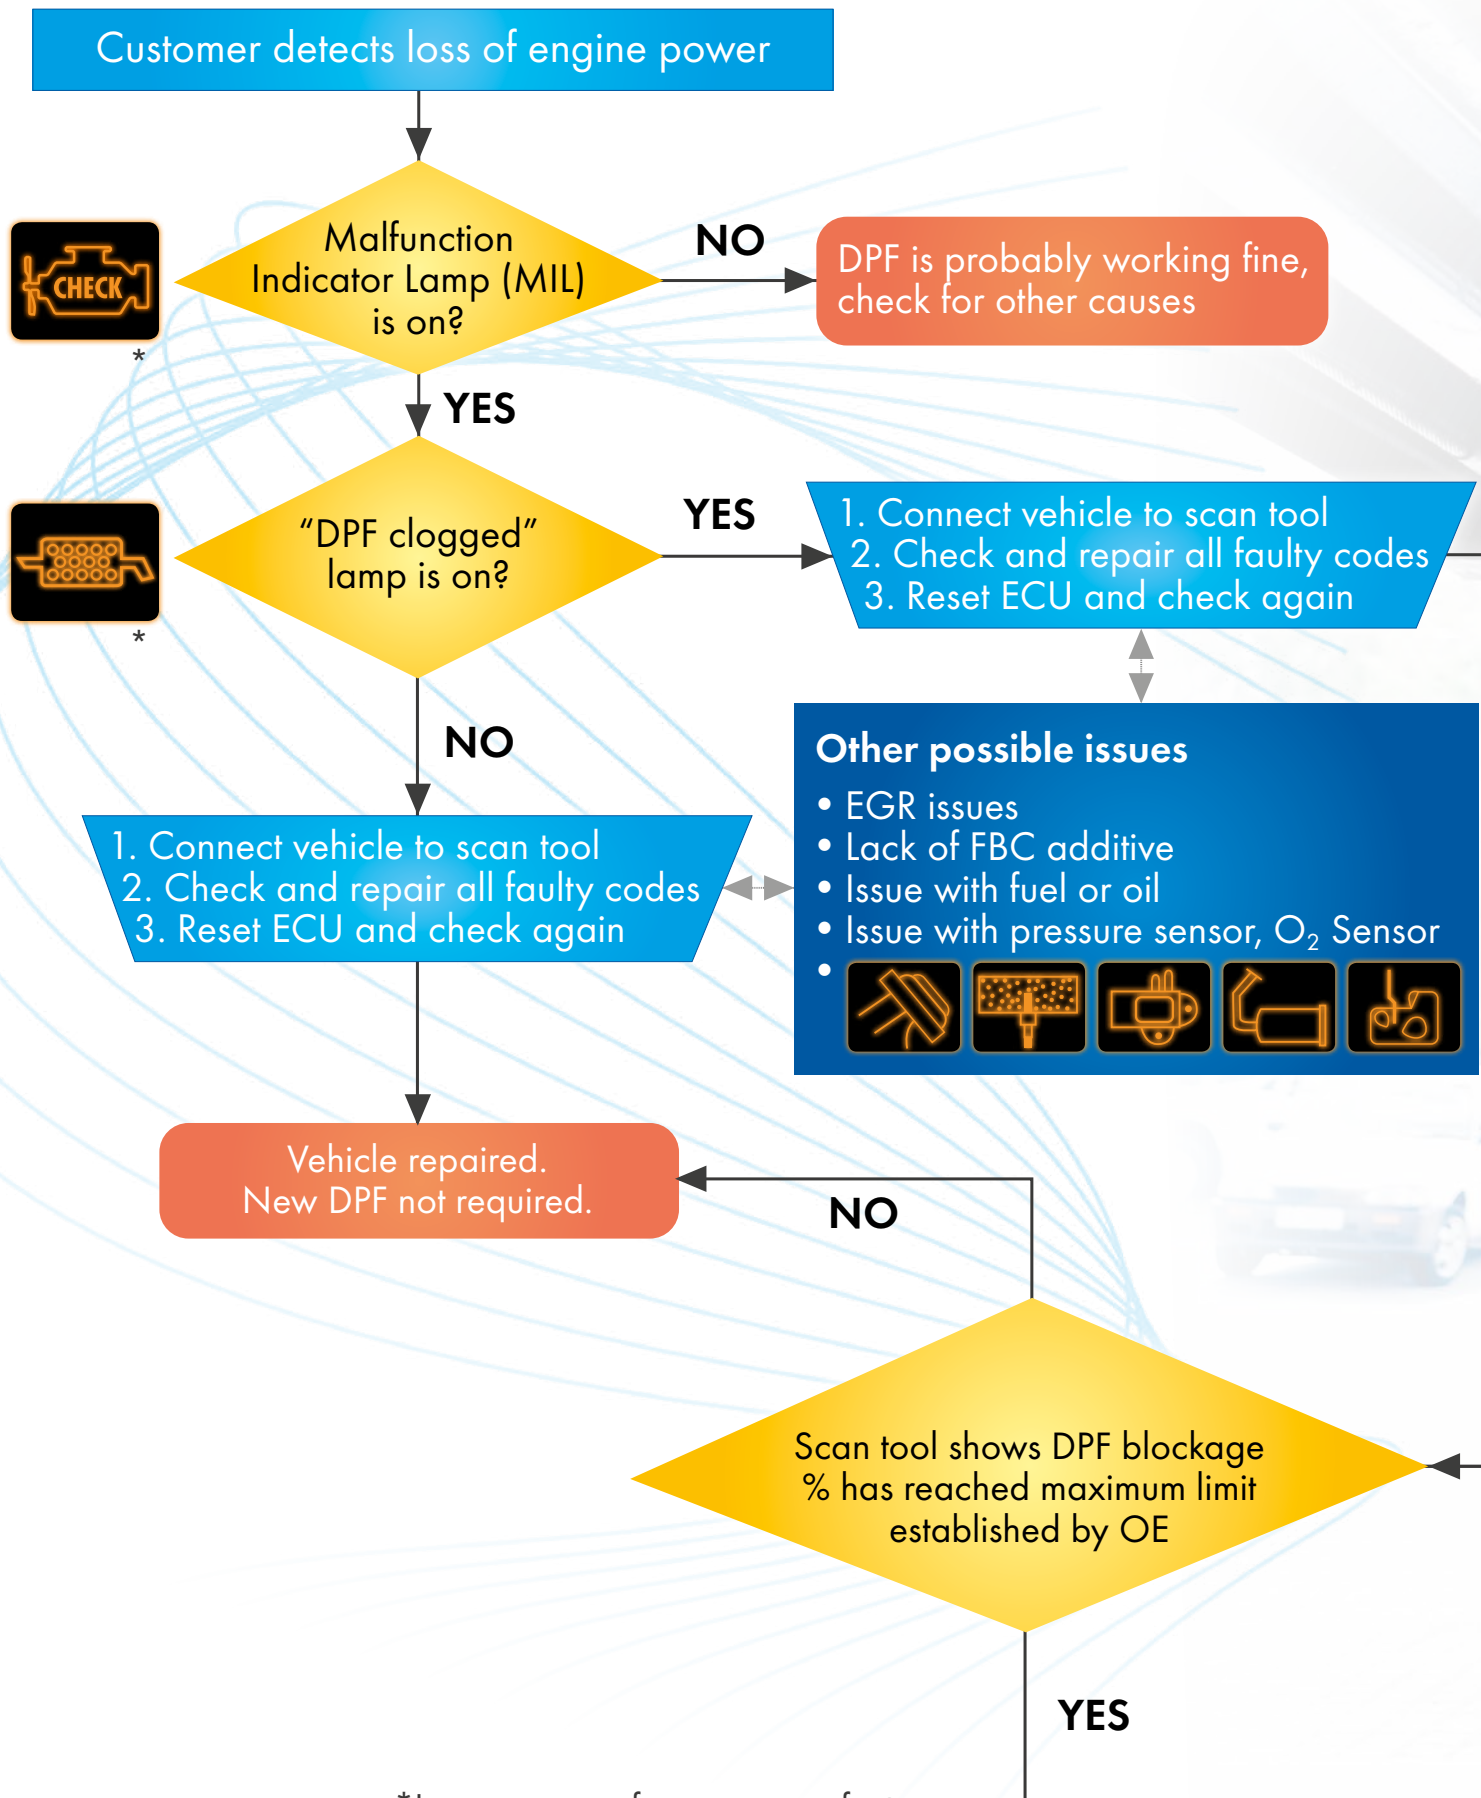 Customer detects loss of engine power
Malfunction
Indicator Lamp (MIL)
is on?
CHECK
*
NO
DPF is probably working fine,
check for other causes
YES
“DPF clogged”
lamp is on?
*
YES
1. Connect vehicle to scan tool
2. Check and repair all faulty codes
3. Reset ECU and check again
NO
Other possible issues
• EGR issues
• Lack of FBC additive
• Issue with fuel or oil
• Issue with pressure sensor, O₂ Sensor
•
1. Connect vehicle to scan tool
2. Check and repair all faulty codes
3. Reset ECU and check again
Vehicle repaired.
New DPF not required.
NO
Scan tool shows DPF blockage
% has reached maximum limit
established by OE
YES
*